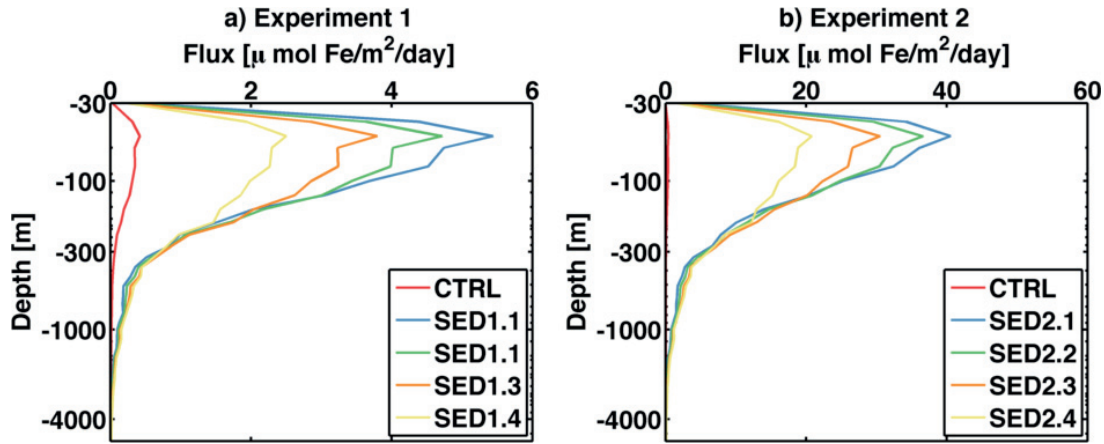 a) Experiment 1
Flux [μ mol Fe/m²/day]
0 2 4 6
-30
-100
-300
-1000
-4000
Depth [m]
CTRL
SED1.1
SED1.1
SED1.3
SED1.4
b) Experiment 2
Flux [μ mol Fe/m²/day]
0 20 40 60
-30
-100
-300
-1000
-4000
Depth [m]
CTRL
SED2.1
SED2.2
SED2.3
SED2.4